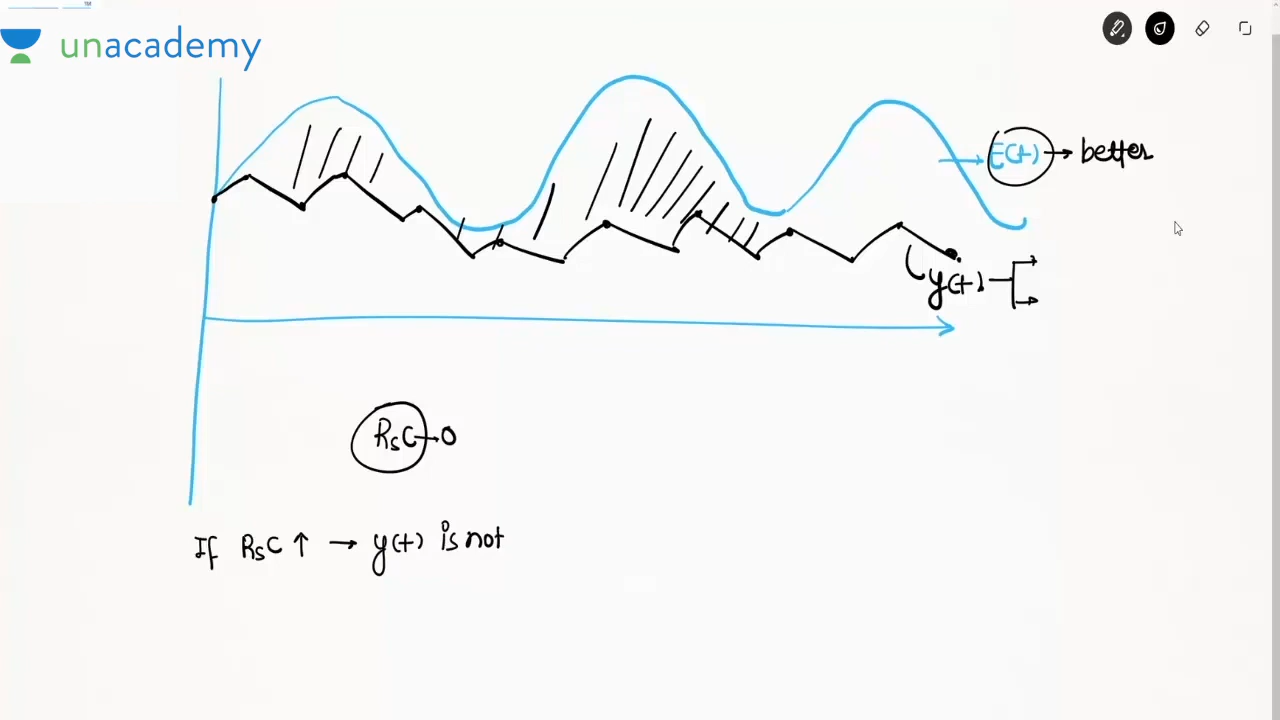 unacademy
E(t) → better
y(t)
RsC → 0
If RsC ↑ → y(t) is not